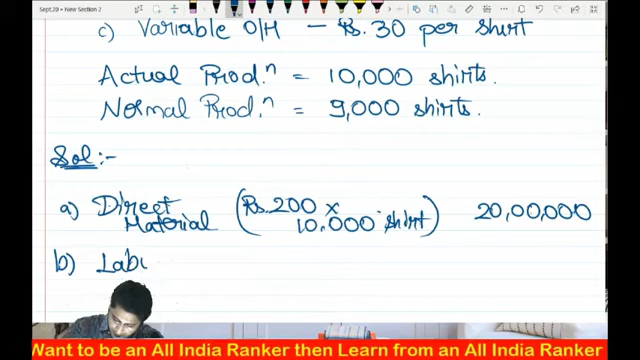 Sept.20 - New Section 2
c) Variable O/H — Rs. 30 per shirt
Actual Prod.n = 10,000 shirts.
Normal Prod.n = 9,000 shirts.
Sol :-
a) Direct Material (Rs. 200 x 10,000 shirt) 20,00,000
b) Labu
Want to be an All India Ranker then Learn from an All India Ranker